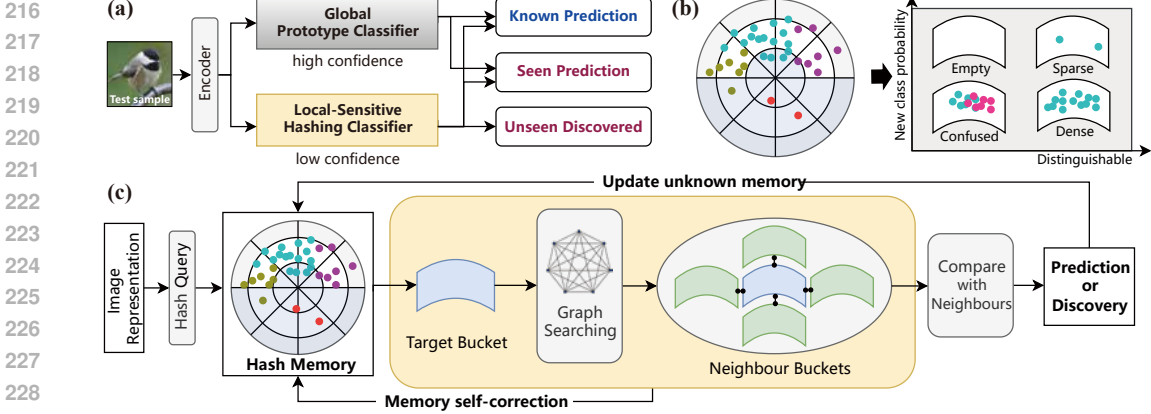 216
217
218
219
220
221
222
223
224
225
226
227
228
(a)
Test sample
Encoder
Global
Prototype Classifier
high confidence
Local-Sensitive
Hashing Classifier
low confidence
Known Prediction
Seen Prediction
Unseen Discovered
(b)
New class probability
Empty
Sparse
Confused
Dense
Distinguishable
(c)
Update unknown memory
Image
Representation
Hash Query
Hash Memory
Target Bucket
Graph
Searching
Neighbour Buckets
Compare
with
Neighbours
Prediction
or
Discovery
Memory self-correction